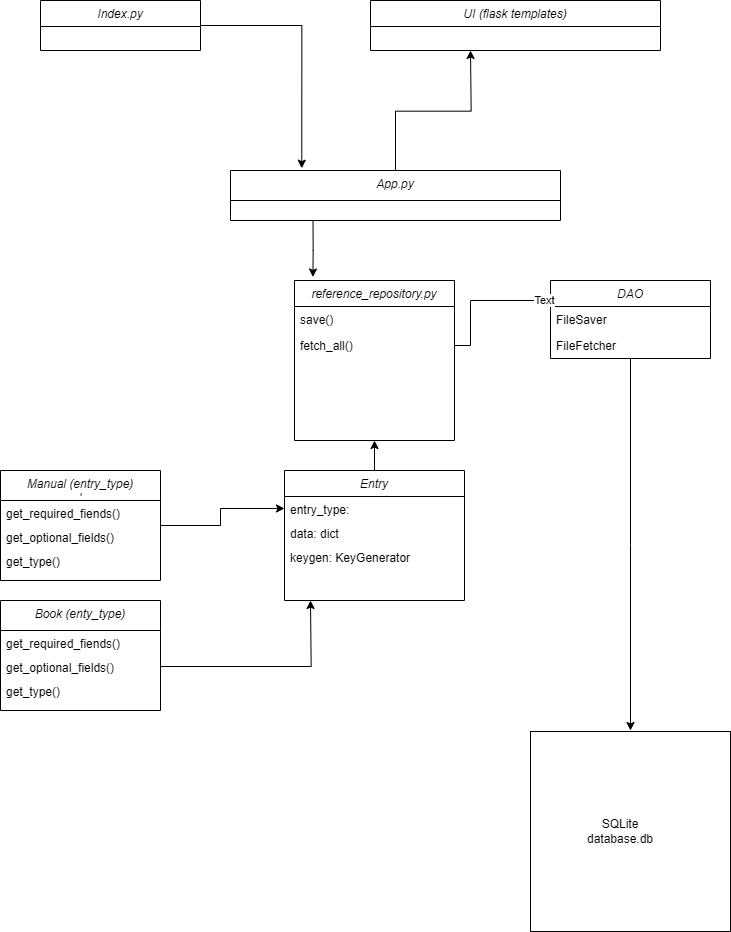 Index.py
UI (flask templates)
App.py
reference_repository.py
save()
fetch_all()
Text
DAO
FileSaver
FileFetcher
Manual (entry_type)
,
get_required_fiends()
get_optional_fields()
get_type()
Entry
entry_type:
data: dict
keygen: KeyGenerator
Book (enty_type)
get_required_fiends()
get_optional_fields()
get_type()
SQLite
database.db